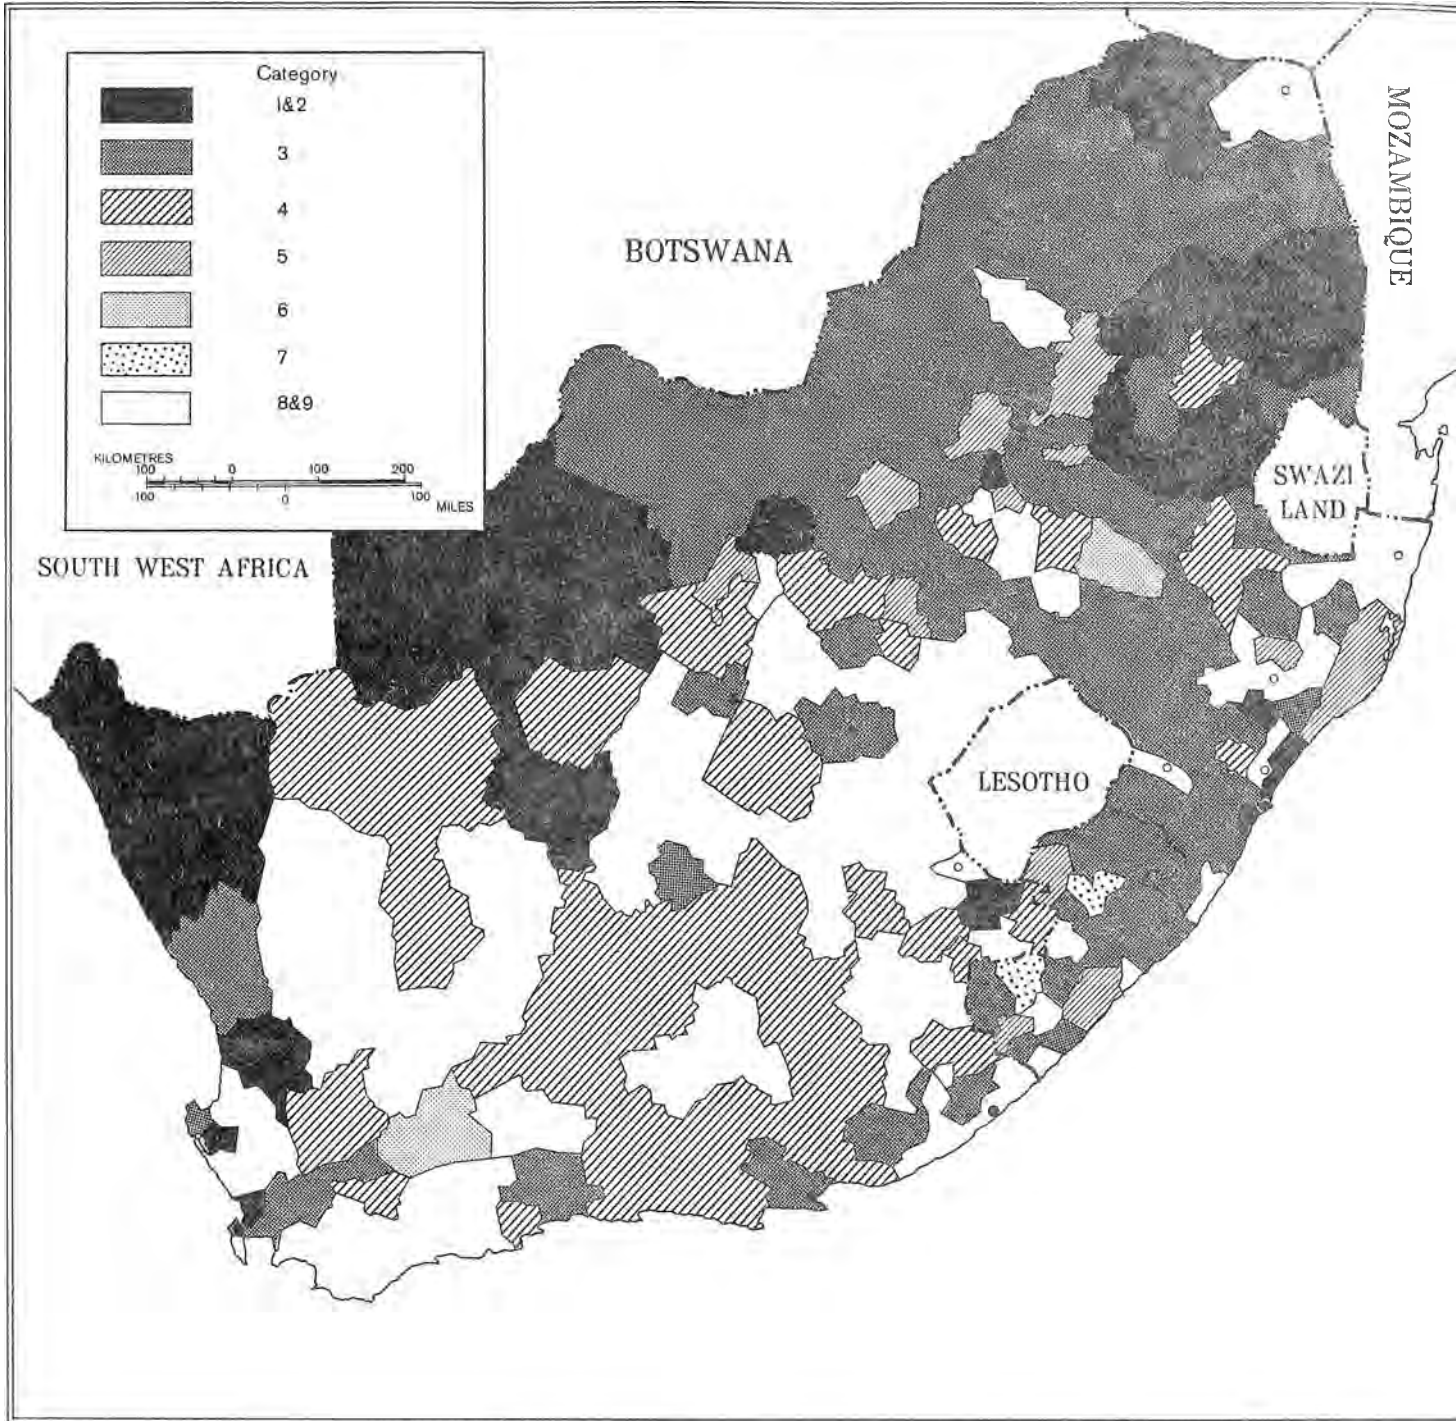 Category
1&2
3
4
5
6
7
8&9
KILOMETRES
100 0 100 200
100 0 100
MILES
BOTSWANA
MOZAMBIQUE
SWAZI
LAND
SOUTH WEST AFRICA
LESOTHO